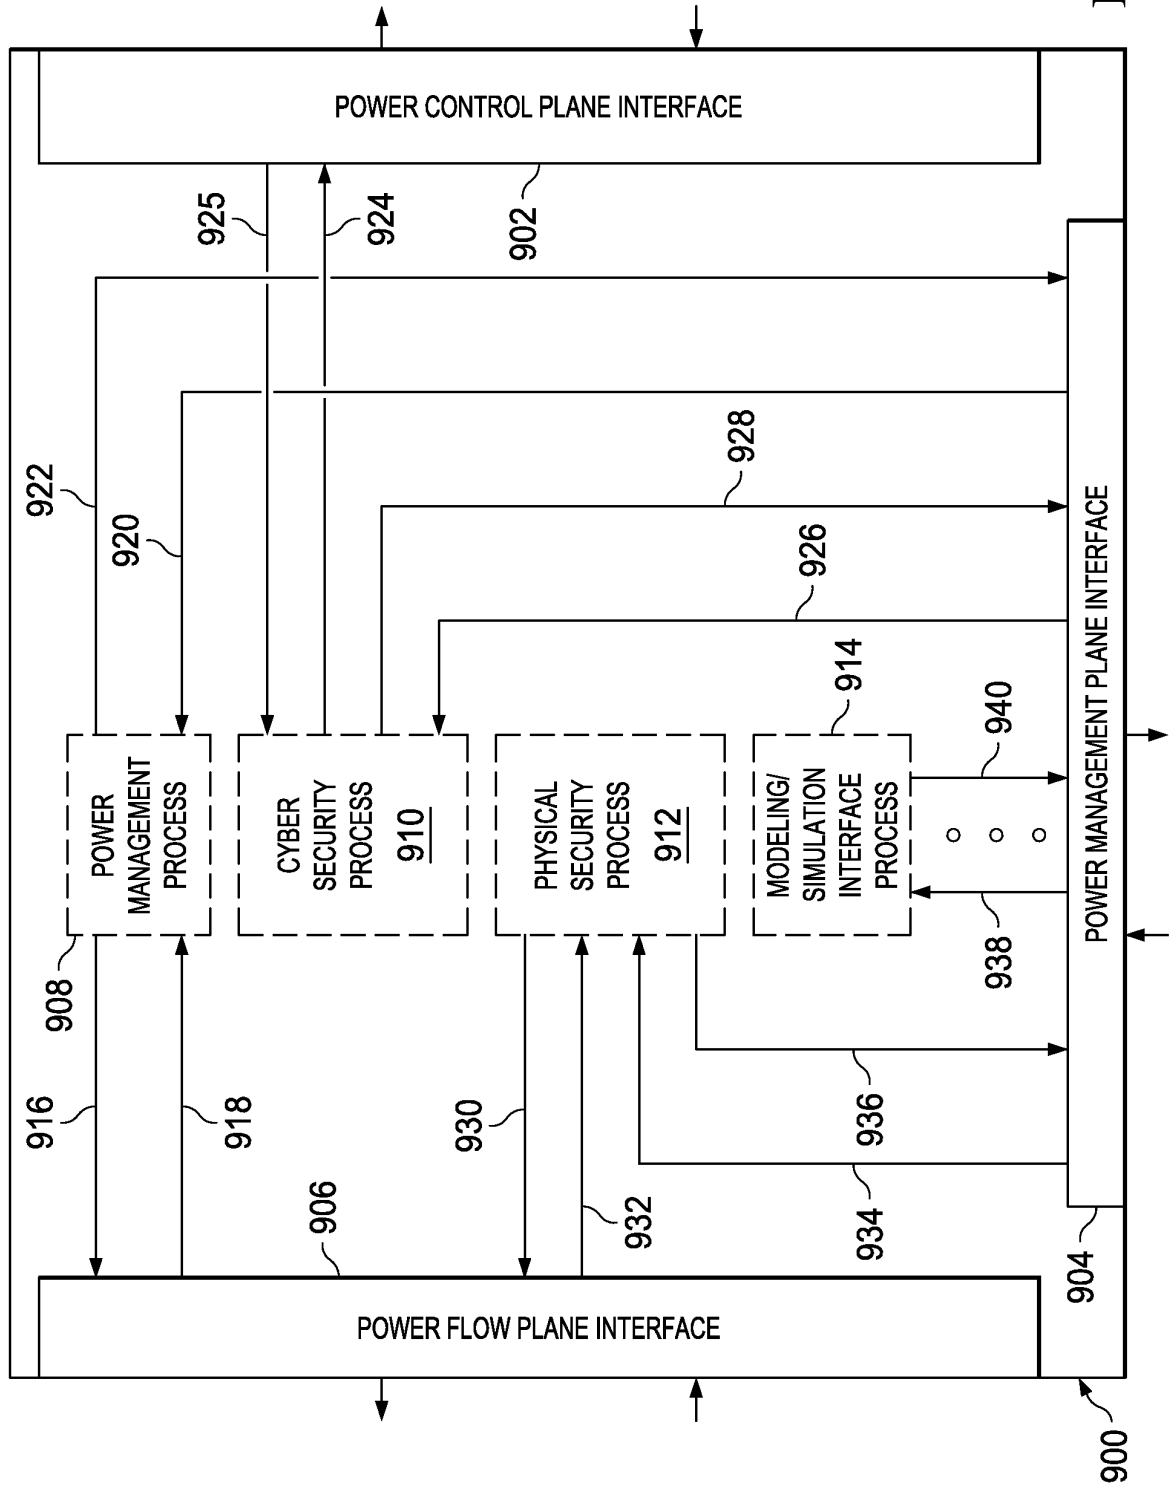 900
POWER FLOW PLANE INTERFACE
904
906
934
932
936
930
918
916
938
908
940
914
MODELING/
SIMULATION
INTERFACE
PROCESS
PHYSICAL
SECURITY
PROCESS
912
CYBER
SECURITY
PROCESS
910
POWER
MANAGEMENT
PROCESS
POWER MANAGEMENT PLANE INTERFACE
926
928
920
922
902
924
925
POWER CONTROL PLANE INTERFACE